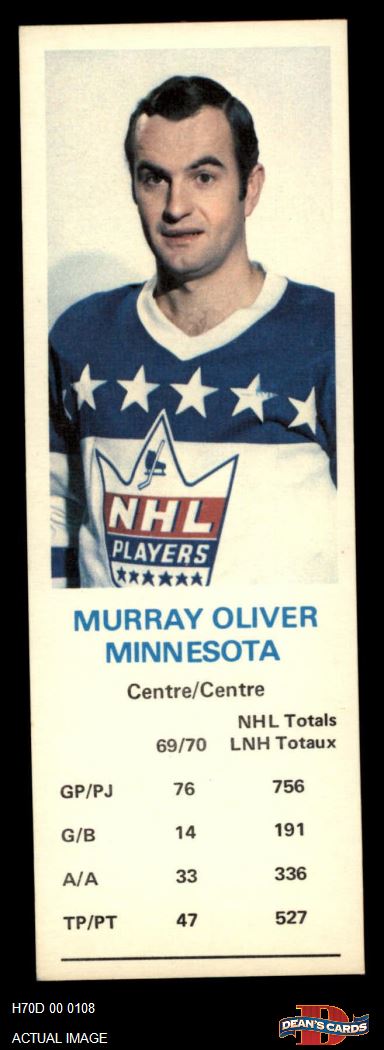 NHL
PLAYERS
MURRAY OLIVER
MINNESOTA
Centre/Centre
NHL Totals
69/70 LNH Totaux
GP/PJ 76 756
G/B 14 191
A/A 33 336
TP/PT 47 527
H70D 00 0108
ACTUAL IMAGE
D
DEAN'S CARDS